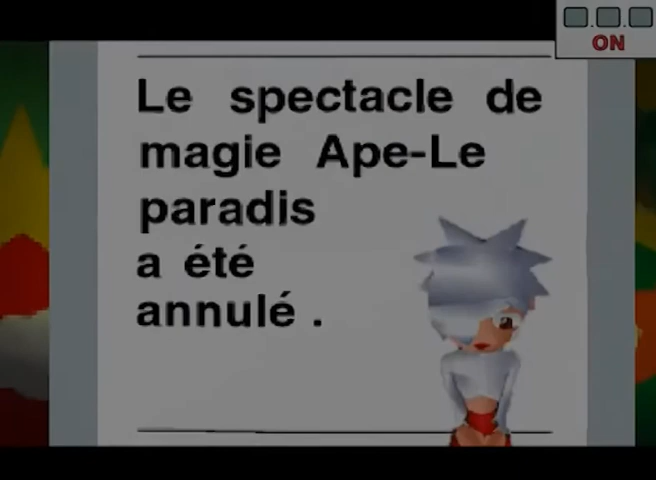 ON
Le spectacle de
magie Ape-Le
paradis
a été
annulé .